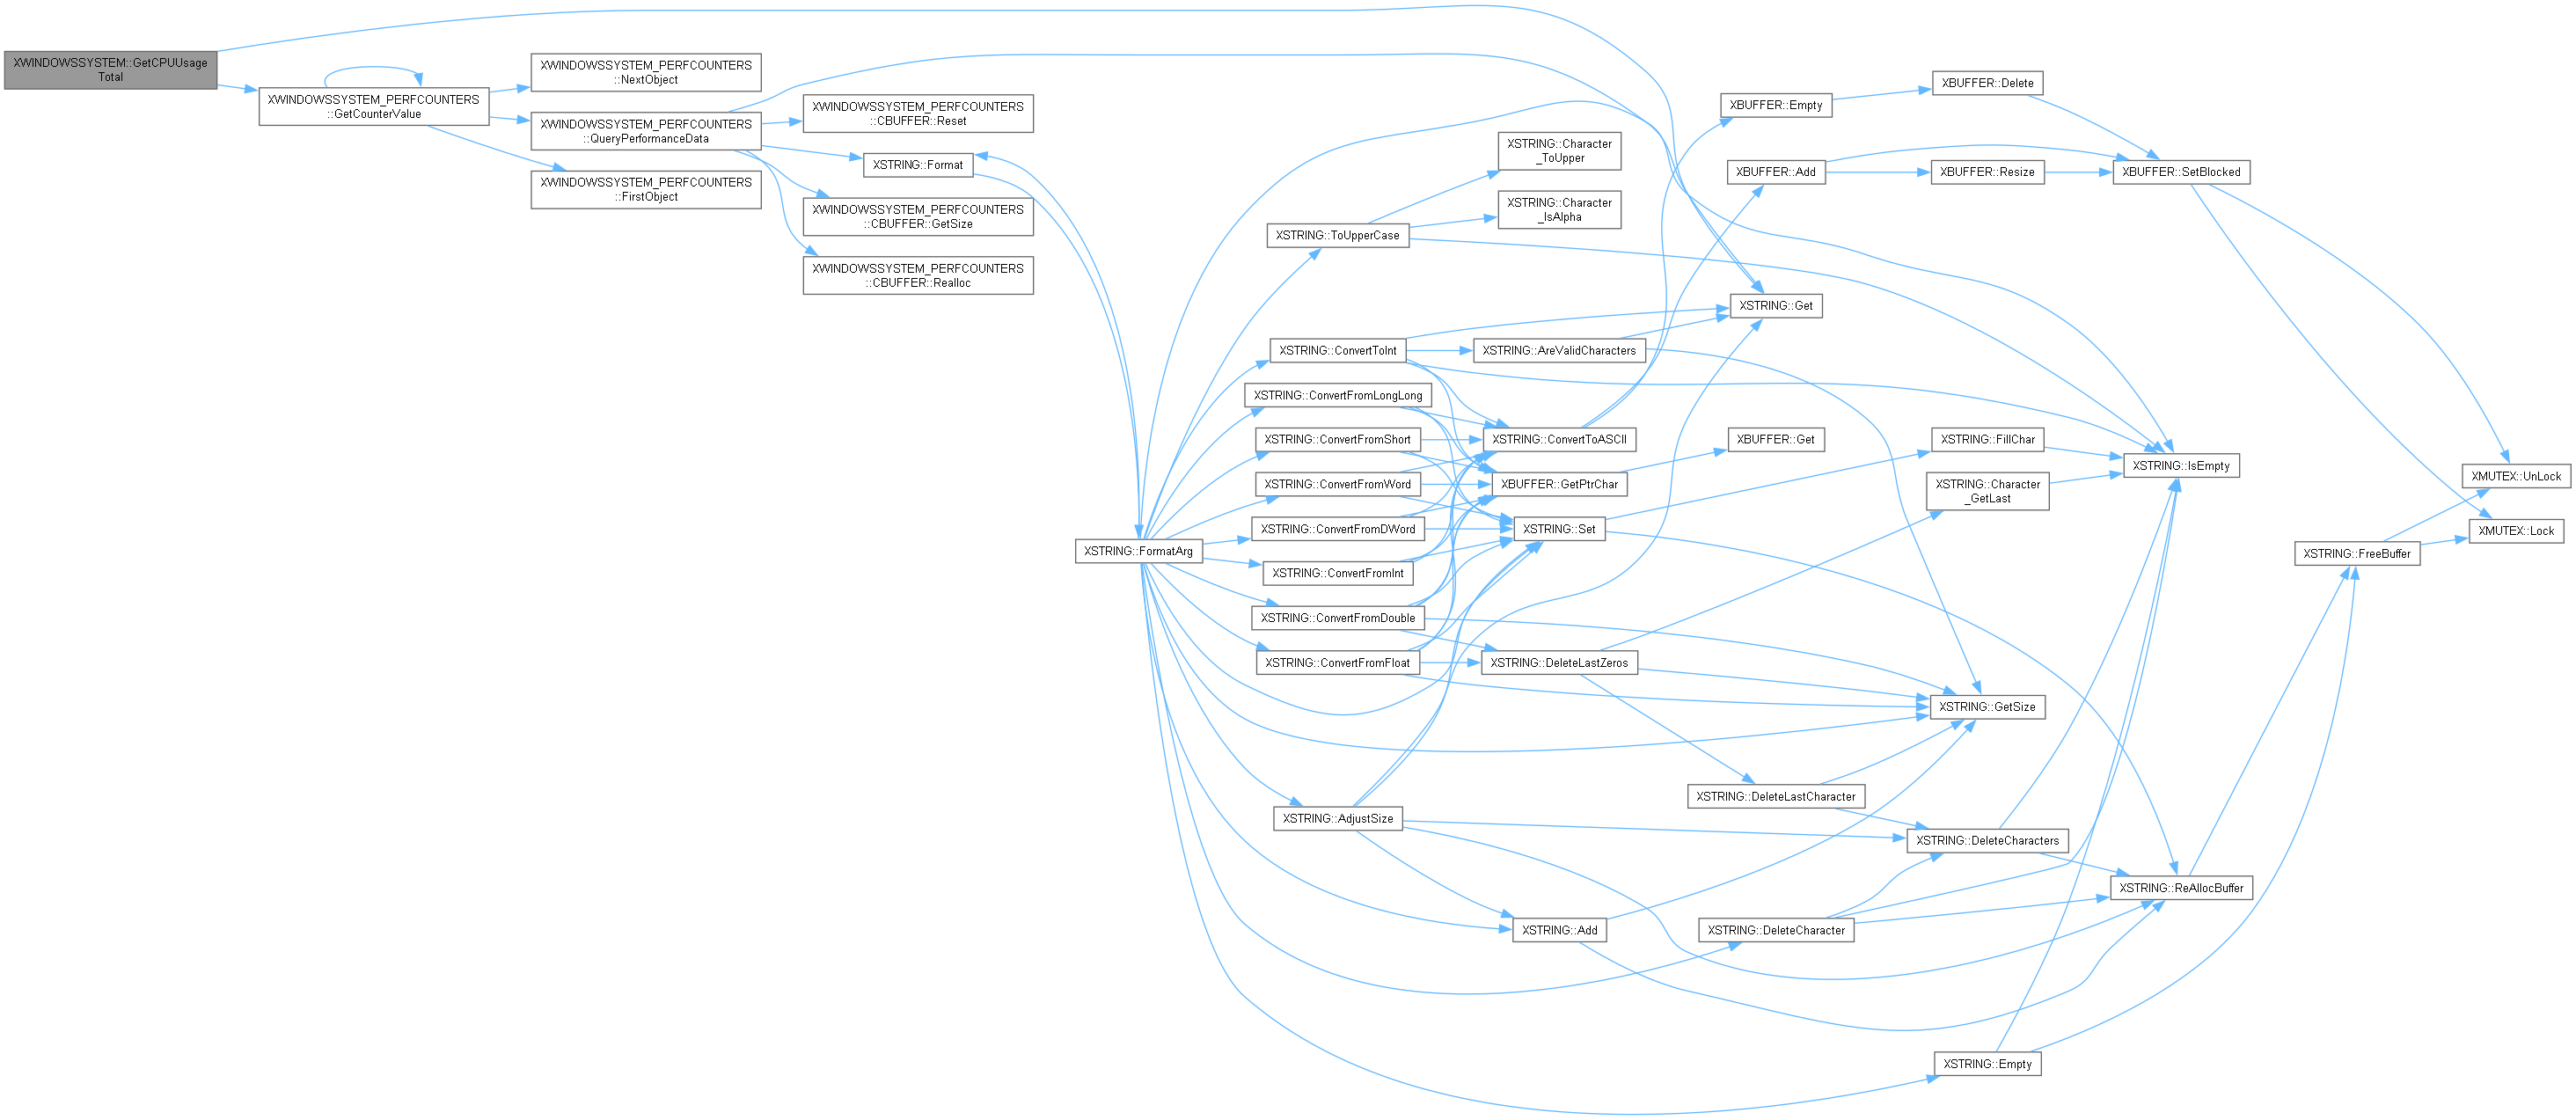 XWINDOWSSYSTEM::GetCPUUsage
Total
XWINDOWSSYSTEM_PERFCOUNTERS
::GetCounterValue
XWINDOWSSYSTEM_PERFCOUNTERS
::NextObject
XWINDOWSSYSTEM_PERFCOUNTERS
::QueryPerformanceData
XWINDOWSSYSTEM_PERFCOUNTERS
::FirstObject
XWINDOWSSYSTEM_PERFCOUNTERS
::CBUFFER::Reset
XSTRING::Format
XWINDOWSSYSTEM_PERFCOUNTERS
::CBUFFER::GetSize
XWINDOWSSYSTEM_PERFCOUNTERS
::CBUFFER::Realloc
XSTRING::FormatArg
XSTRING::ToUpperCase
XSTRING::ConvertToInt
XSTRING::ConvertFromLongLong
XSTRING::ConvertFromShort
XSTRING::ConvertFromWord
XSTRING::ConvertFromDWord
XSTRING::ConvertFromInt
XSTRING::ConvertFromDouble
XSTRING::ConvertFromFloat
XSTRING::AdjustSize
XSTRING::Character
_ToUpper
XSTRING::Character
_IsAlpha
XSTRING::AreValidCharacters
XSTRING::ConvertToASCII
XBUFFER::GetPtrChar
XSTRING::Set
XSTRING::DeleteLastZeros
XSTRING::Add
XBUFFER::Empty
XBUFFER::Add
XSTRING::Get
XBUFFER::Get
XSTRING::DeleteLastCharacter
XSTRING::DeleteCharacter
XBUFFER::Delete
XBUFFER::Resize
XSTRING::FillChar
XSTRING::Character
_GetLast
XSTRING::GetSize
XSTRING::DeleteCharacters
XSTRING::Empty
XBUFFER::SetBlocked
XSTRING::IsEmpty
XSTRING::ReAllocBuffer
XSTRING::FreeBuffer
XMUTEX::UnLock
XMUTEX::Lock